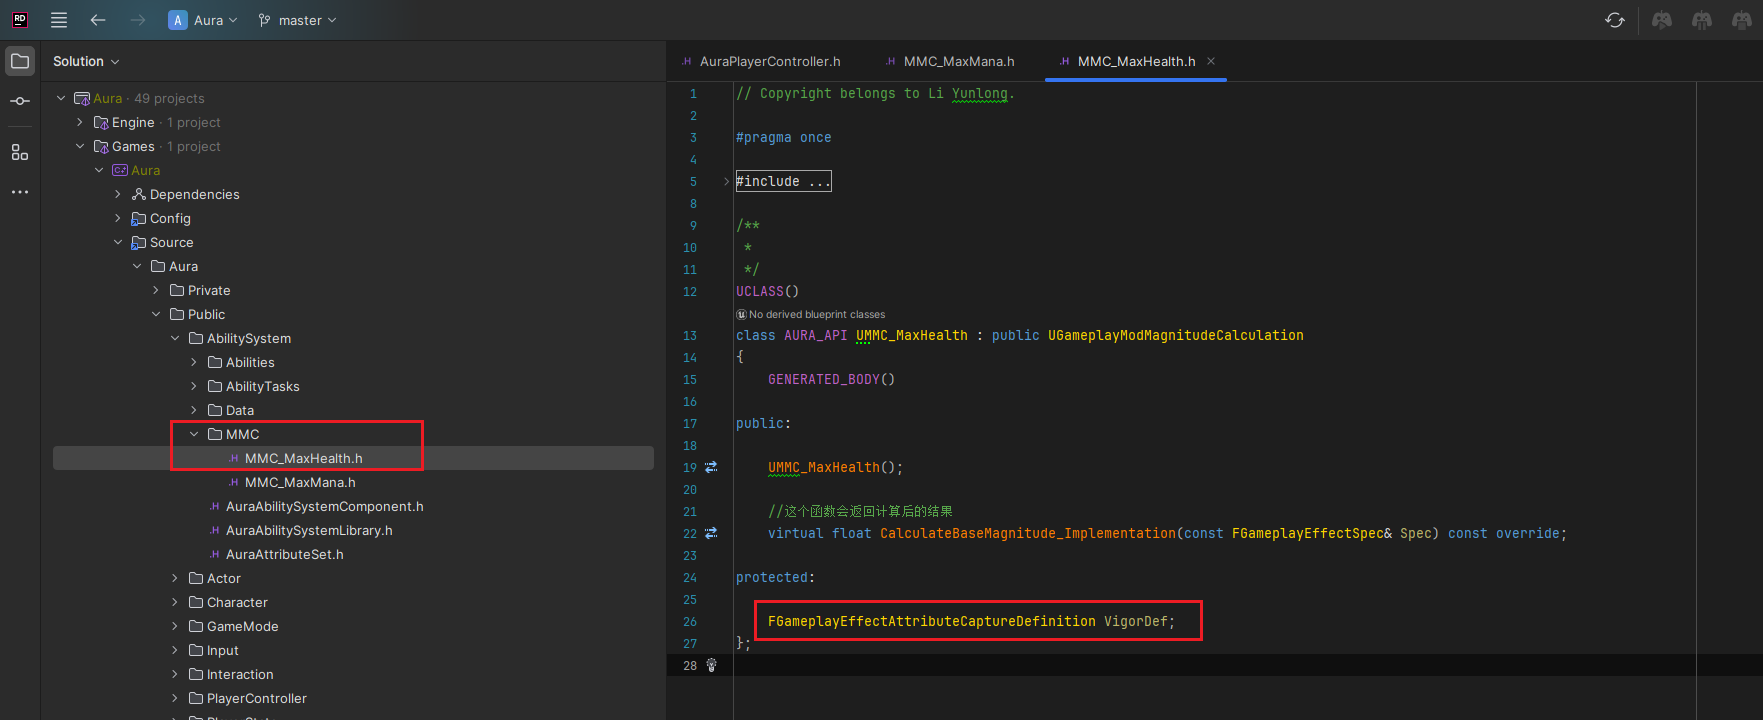 RD
A Aura
master
Solution
Aura · 49 projects
Engine · 1 project
Games · 1 project
C# Aura
Dependencies
Config
Source
Aura
Private
Public
AbilitySystem
Abilities
AbilityTasks
Data
MMC
.H MMC_MaxHealth.h
.H MMC_MaxMana.h
.H AuraAbilitySystemComponent.h
.H AuraAbilitySystemLibrary.h
.H AuraAttributeSet.h
Actor
Character
GameMode
Input
Interaction
PlayerController
PlayerState
.H AuraPlayerController.h
.H MMC_MaxMana.h
.H MMC_MaxHealth.h
1 // Copyright belongs to Li Yunlong.
2
3 #pragma once
4
5 #include ...
8
9 /**
10 *
11 */
12 UCLASS()
No derived blueprint classes
13 class AURA_API UMMC_MaxHealth : public UGameplayModMagnitudeCalculation
14 {
15 GENERATED_BODY()
16
17 public:
18
19 UMMC_MaxHealth();
20
21 //这个函数会返回计算后的结果
22 virtual float CalculateBaseMagnitude_Implementation(const FGameplayEffectSpec& Spec) const override;
23
24 protected:
25
26 FGameplayEffectAttributeCaptureDefinition VigorDef;
27 };
28